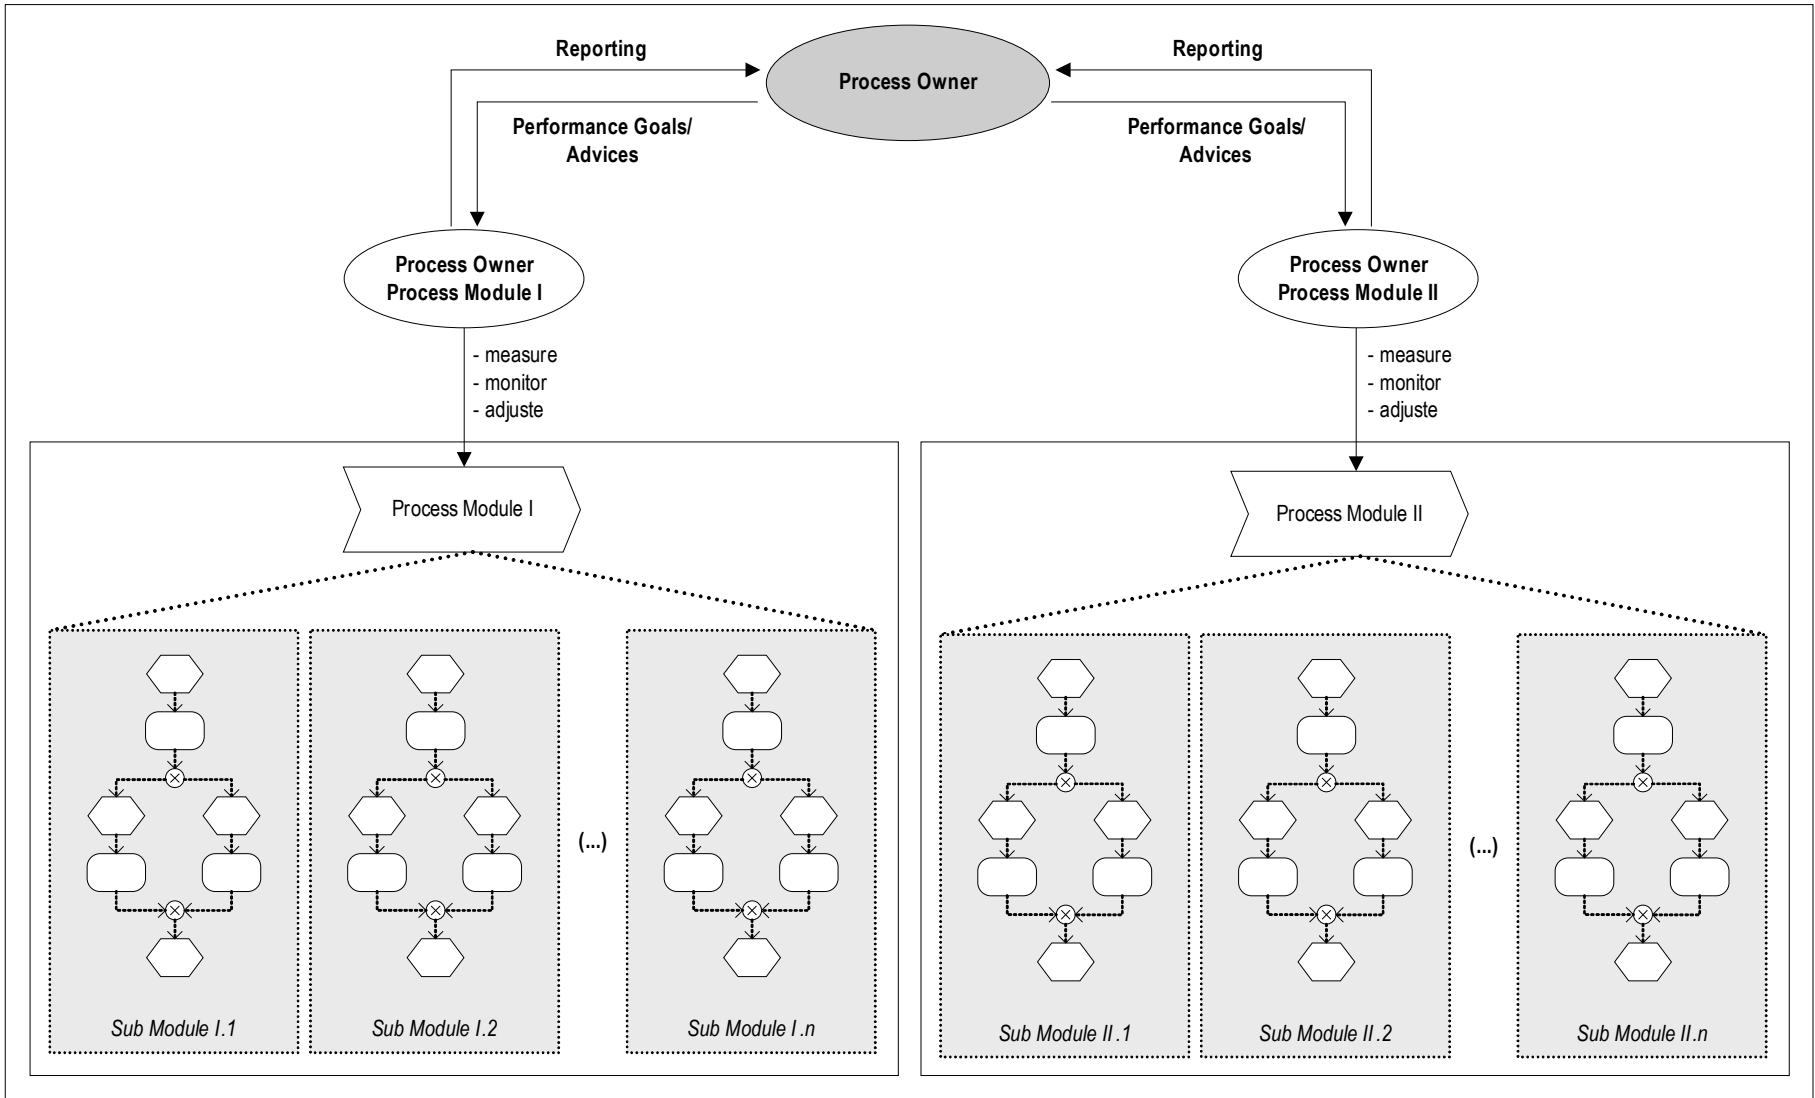 Reporting
Reporting
Process Owner
Performance Goals/
Advices
Performance Goals/
Advices
Process Owner
Process Module I
Process Owner
Process Module II
- measure
- monitor
- adjuste
- measure
- monitor
- adjuste
Process Module I
Process Module II
(...)
(...)
Sub Module I.1
Sub Module I.2
Sub Module I.n
Sub Module II.1
Sub Module II.2
Sub Module II.n